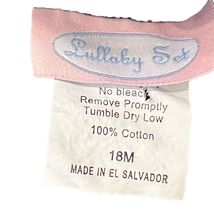 Lullaby Set
No bleach
Remove Promptly
Tumble Dry Low
100% Cotton
18M
MADE IN EL SALVADOR